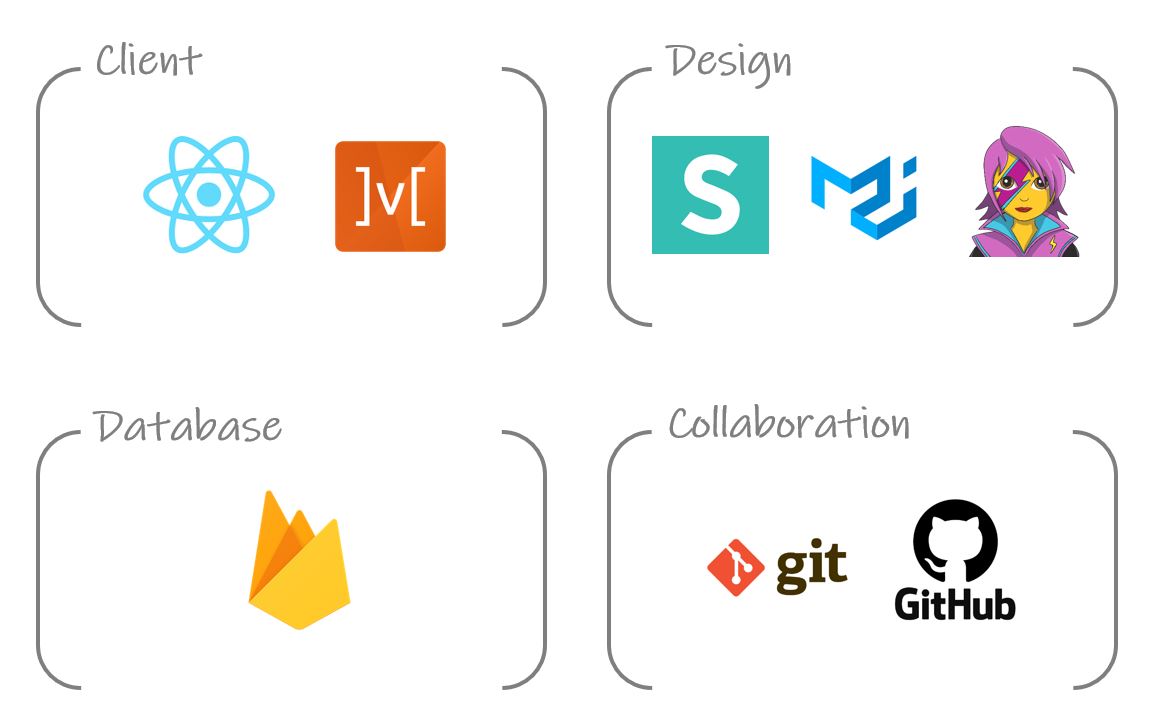 Client
Design
]v[
S
Database
Collaboration
git
GitHub